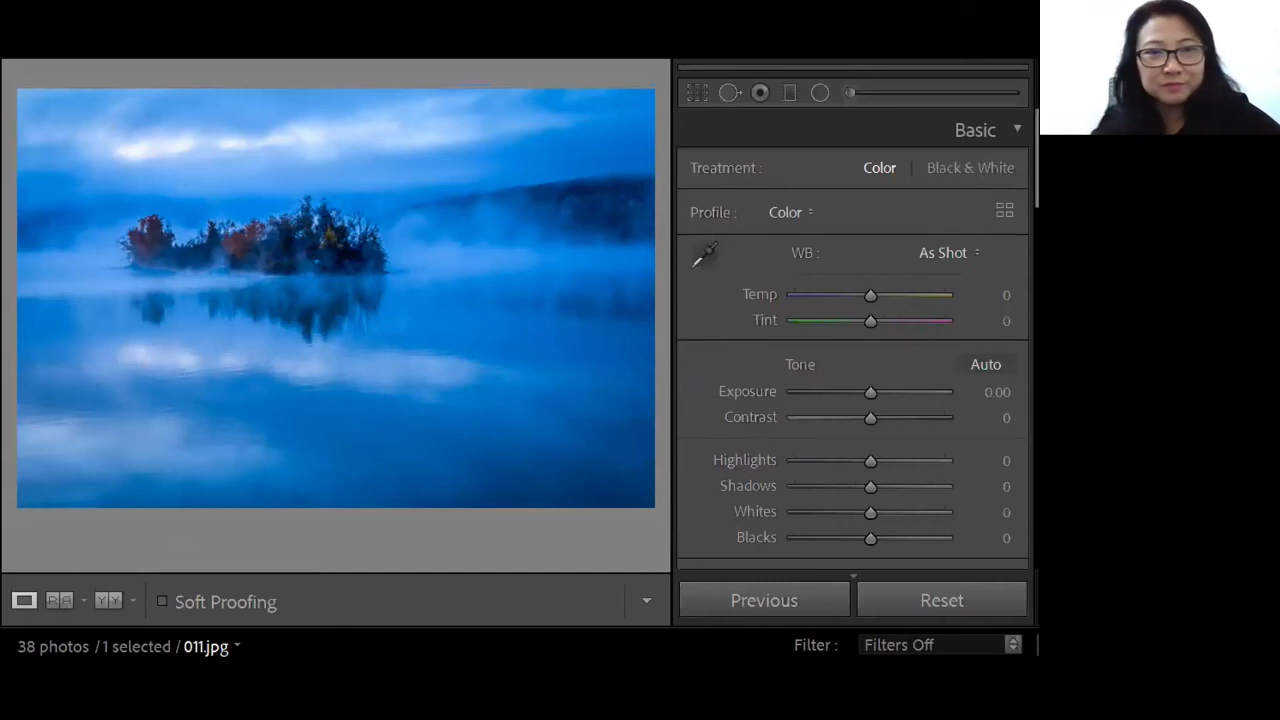 Basic
Treatment : Color | Black & White
Profile : Color
WB : As Shot
Temp 0
Tint 0
Tone Auto
Exposure 0.00
Contrast 0
Highlights 0
Shadows 0
Whites 0
Blacks 0
Soft Proofing
Previous Reset
38 photos / 1 selected / 011.jpg
Filter : Filters Off